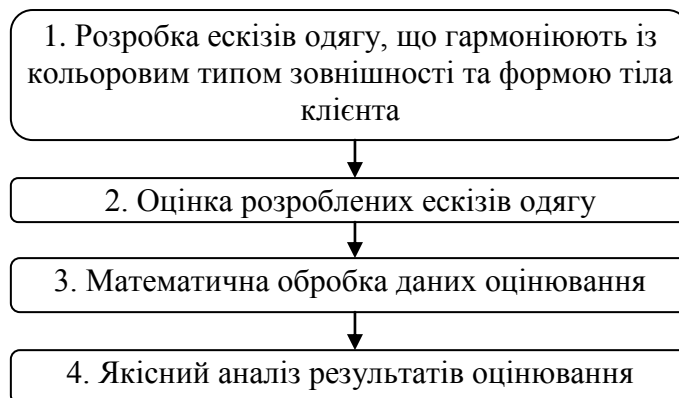 1. Розробка ескізів одягу, що гармоніюють із
кольоровим типом зовнішності та формою тіла
клієнта
2. Оцінка розроблених ескізів одягу
3. Математична обробка даних оцінювання
4. Якісний аналіз результатів оцінювання